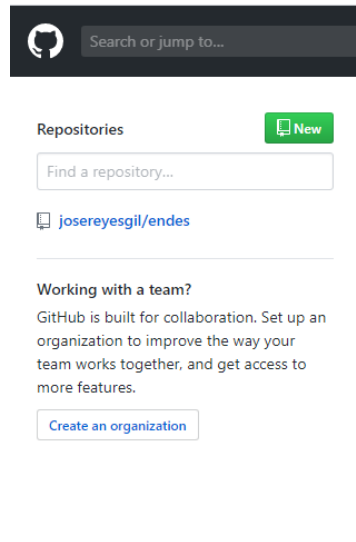 Search or jump to...
Repositories
New
Find a repository...
josereyesgil/endes
Working with a team?
GitHub is built for collaboration. Set up an
organization to improve the way your
team works together, and get access to
more features.
Create an organization